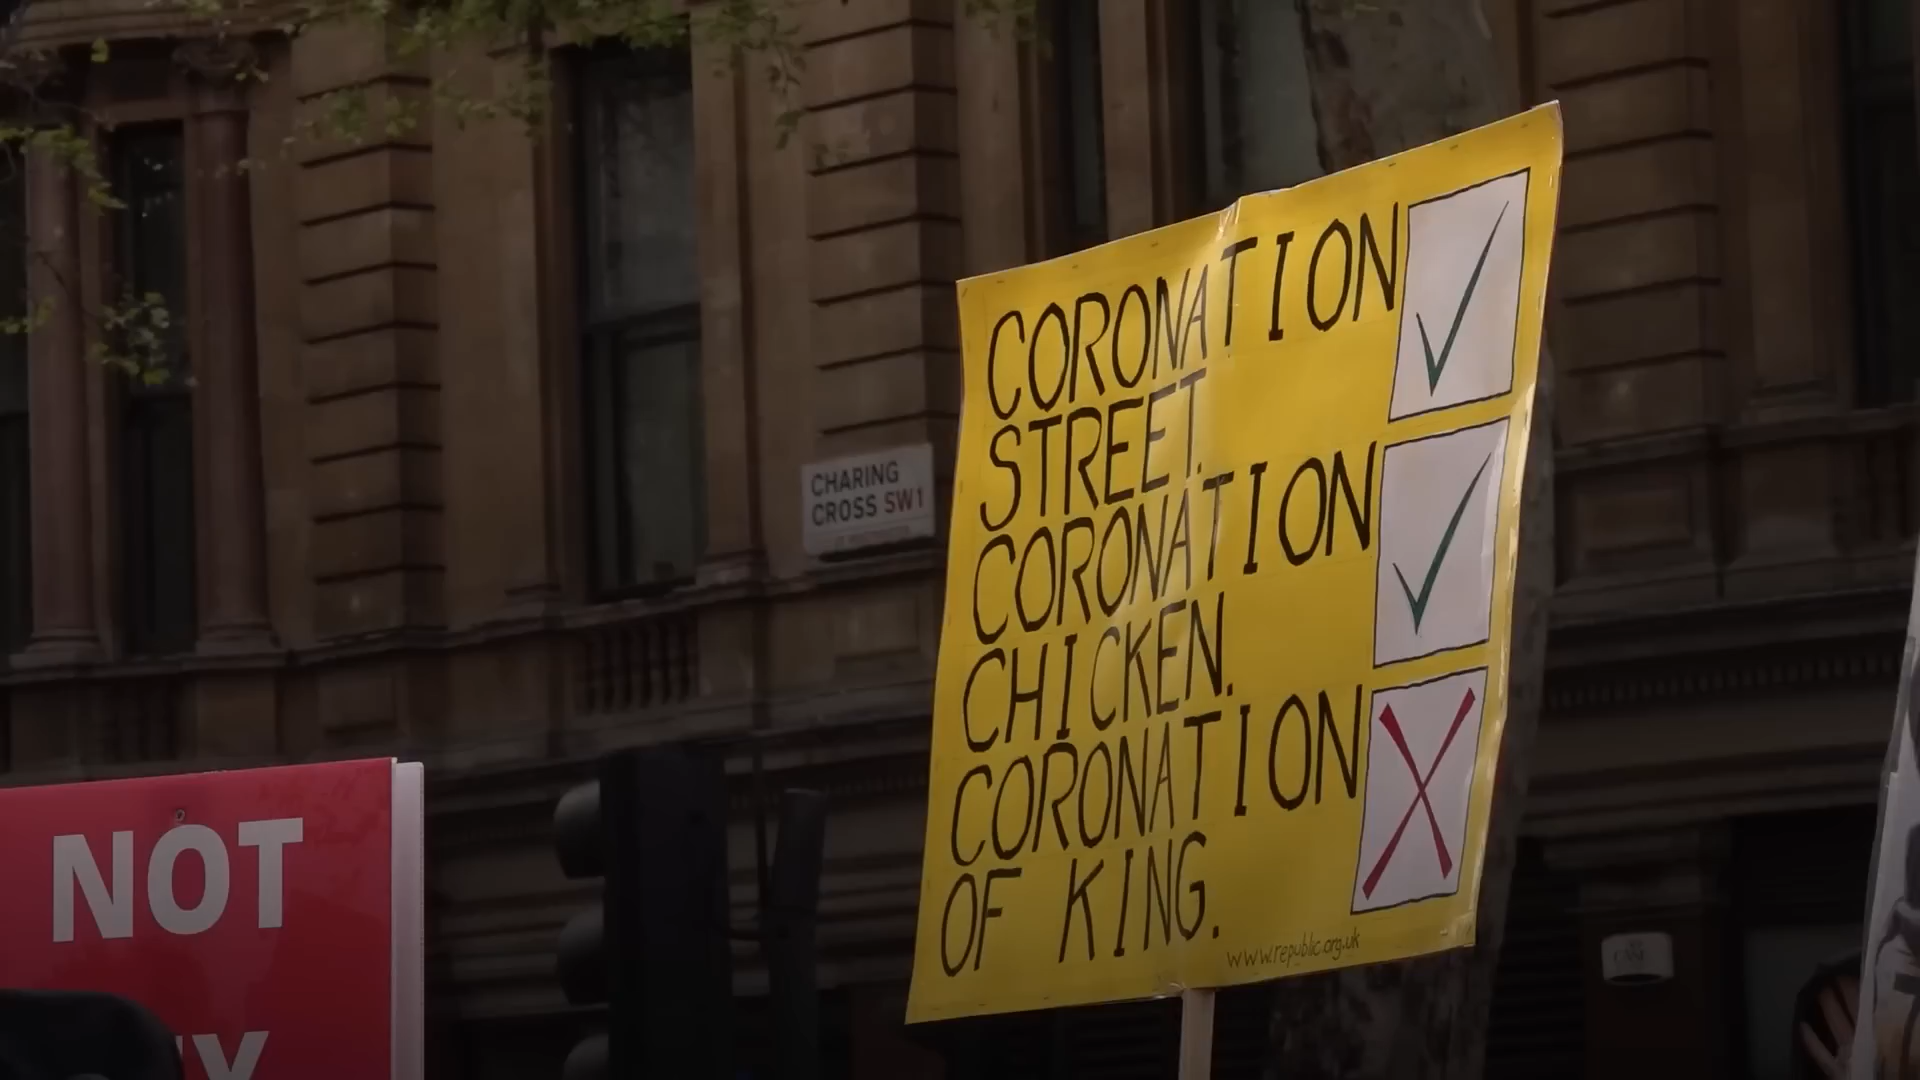 CORONATION
STREET.
CORONATION
CHICKEN.
CORONATION
OF KING.
www.republic.org.uk
CHARING
CROSS SW1
NOT